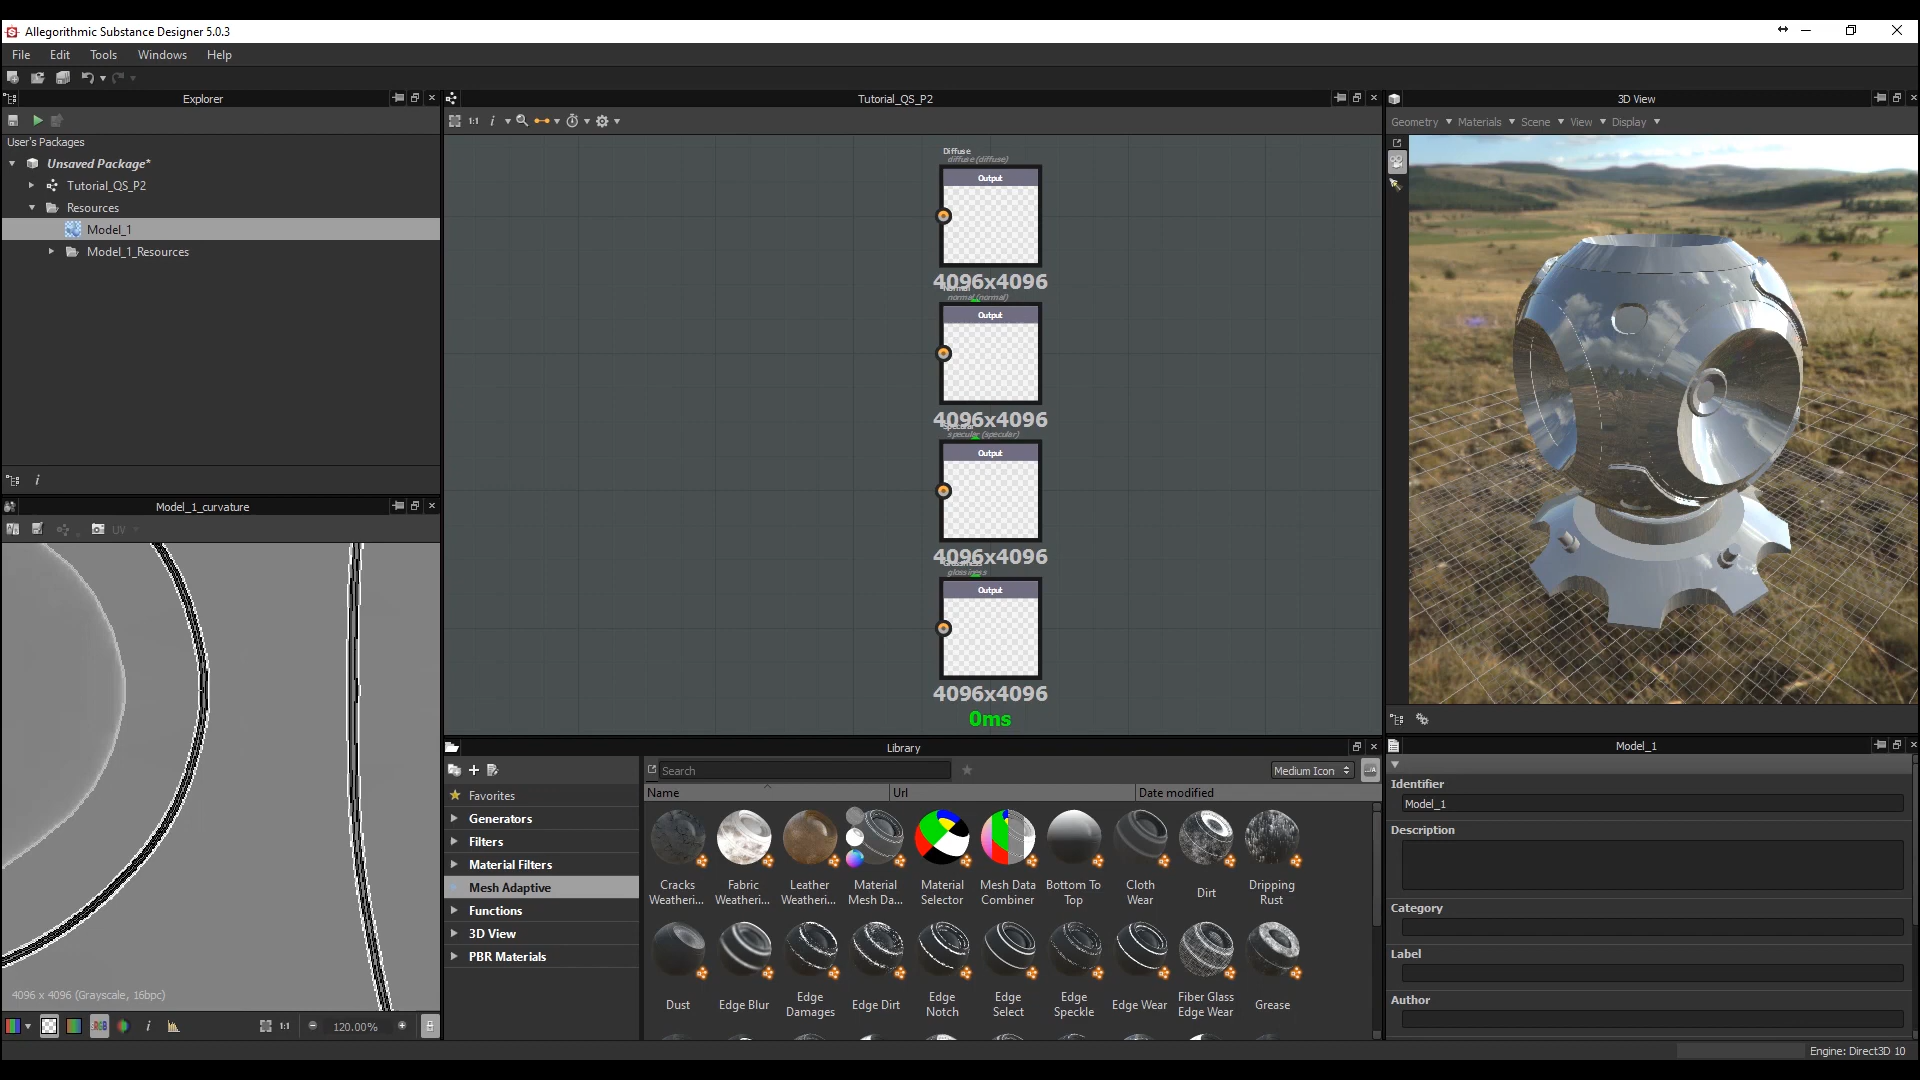 Allegorithmic Substance Designer 5.0.3
File Edit Tools Windows Help
Explorer
User's Packages
Unsaved Package*
Tutorial_QS_P2
Resources
Model_1
Model_1_Resources
Model_1_curvature
UV
4096 x 4096 (Grayscale, 16bpc)
RGB
1:1
120.00%
Tutorial_QS_P2
1:1
Diffuse
diffuse (diffuse)
Output
4096x4096
Normal
normal (normal)
Output
4096x4096
Specular
specular (specular)
Output
4096x4096
Glossiness
glossiness
Output
4096x4096
0ms
Library
Search
Medium Icon
Favorites
Generators
Filters
Material Filters
Mesh Adaptive
Functions
3D View
PBR Materials
Name Url Date modified
Cracks Weatheri...
Fabric Weatheri...
Leather Weatheri...
Material Mesh Da...
Material Selector
Mesh Data Combiner
Bottom To Top
Cloth Wear
Dirt
Dripping Rust
Dust
Edge Blur
Edge Damages
Edge Dirt
Edge Notch
Edge Select
Edge Speckle
Edge Wear
Fiber Glass Edge Wear
Grease
3D View
Geometry Materials Scene View Display
Model_1
Identifier
Model_1
Description
Category
Label
Author
Engine: Direct3D 10